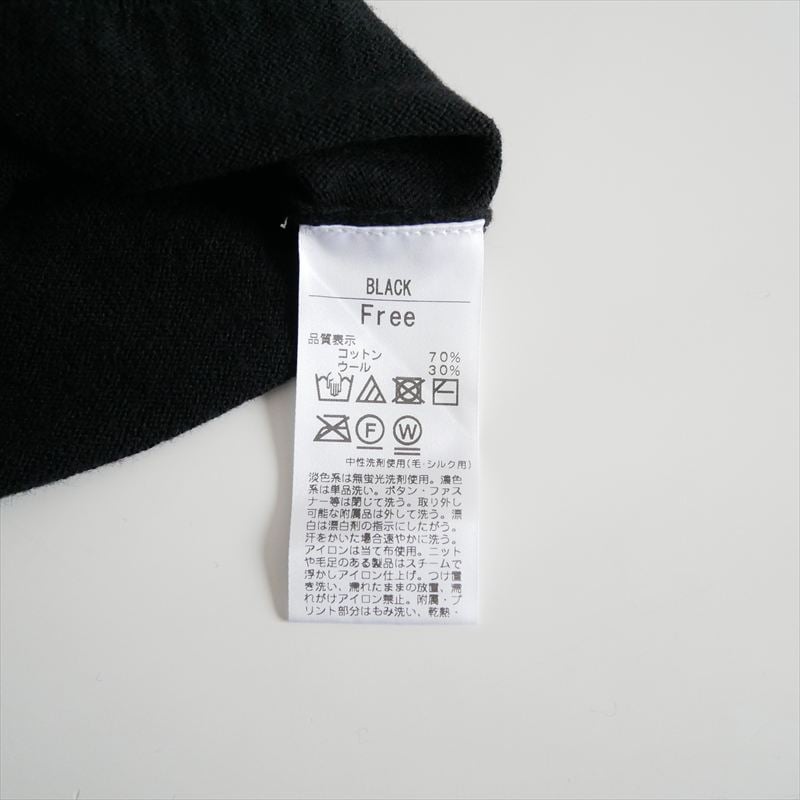 BLACK
Free
品質表示
コットン 70%
ウール 30%
F W
中性洗剤使用(毛・シルク用)
淡色系は無蛍光洗剤使用。濃色
系は単品洗い。ボタン・ファス
ナー等は閉じて洗う。取り外し
可能な附属品は外して洗う。漂
白は漂白剤の指示にしたがう。
汗をかいた場合速やかに洗う。
アイロンは当て布使用。ニット
や毛足のある製品はスチームで
浮かしアイロン仕上げ。つけ置
き洗い、濡れたままの放置、濡
れがけアイロン禁止。附属・プ
リント部分はもみ洗い、乾熱・